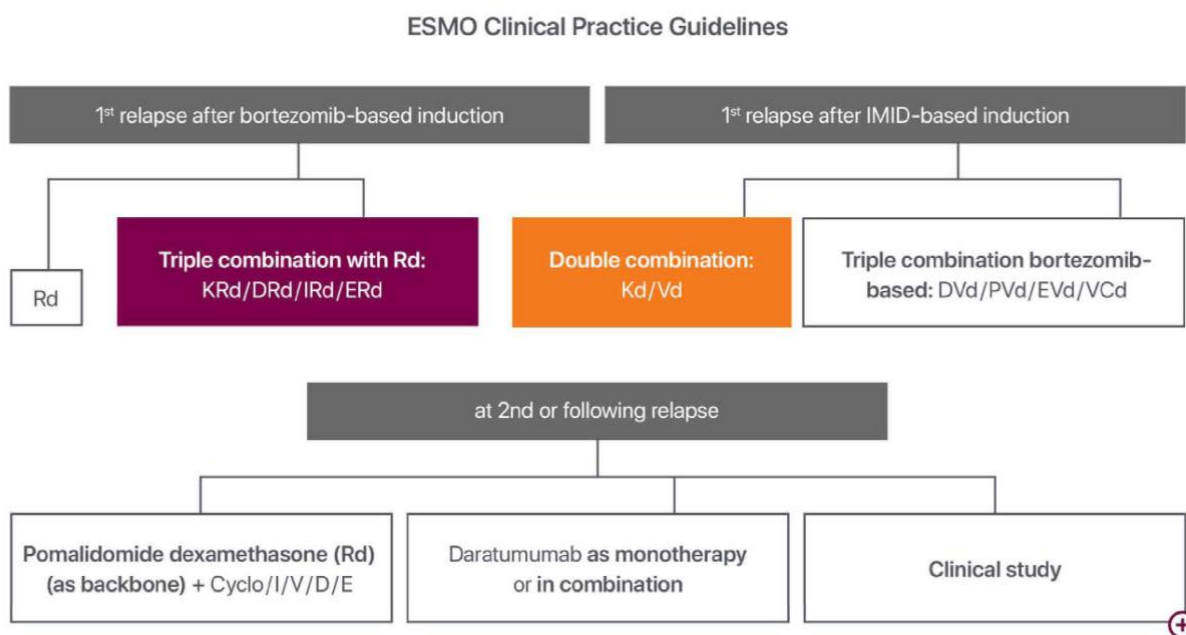 ESMO Clinical Practice Guidelines
1st relapse after bortezomib-based induction
1st relapse after IMID-based induction
Rd
Triple combination with Rd:
KRd/DRd/IRd/ERd
Double combination:
Kd/Vd
Triple combination bortezomib-
based: DVd/PVd/EVd/VCd
at 2nd or following relapse
Pomalidomide dexamethasone (Rd)
(as backbone) + Cyclo/I/V/D/E
Daratumumab as monotherapy
or in combination
Clinical study